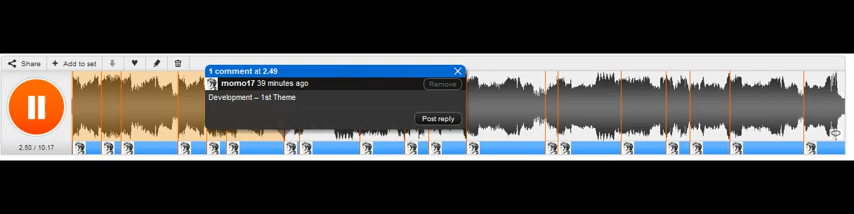 Share
Add to set
1 comment at 2.49
momo17 39 minutes ago
Remove
Development – 1st Theme
Post reply
2.50 / 10.17